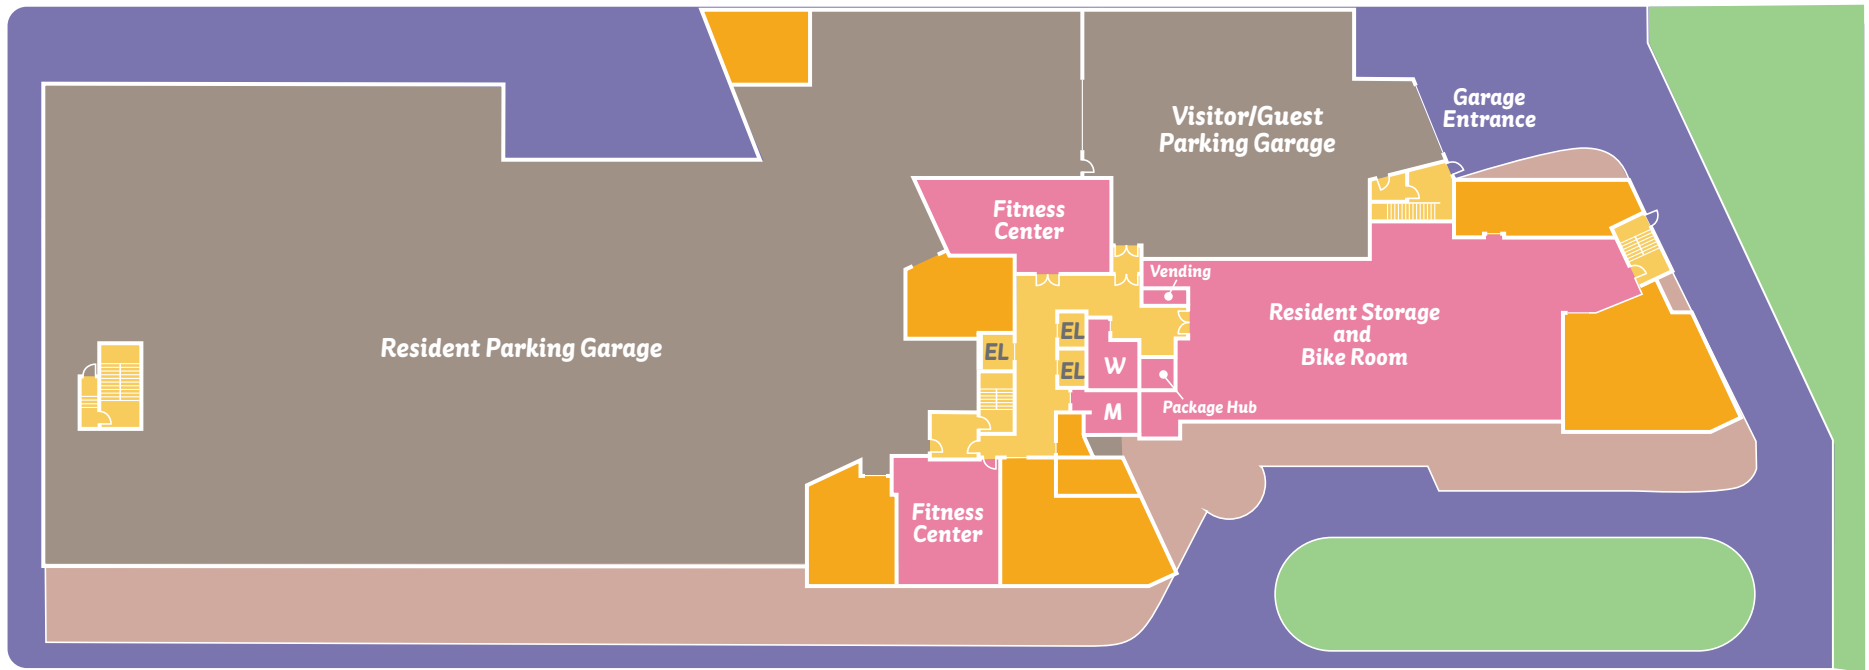 Garage
Entrance
Visitor/Guest
Parking Garage
Fitness
Center
Vending
Resident Storage
and
Bike Room
EL
EL
EL
W
M
Package Hub
Resident Parking Garage
Fitness
Center